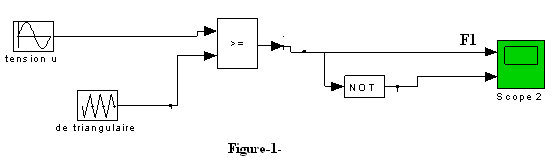 F1
>=
tension u
NOT
Scope 2
de triangulaire
Figure-1-